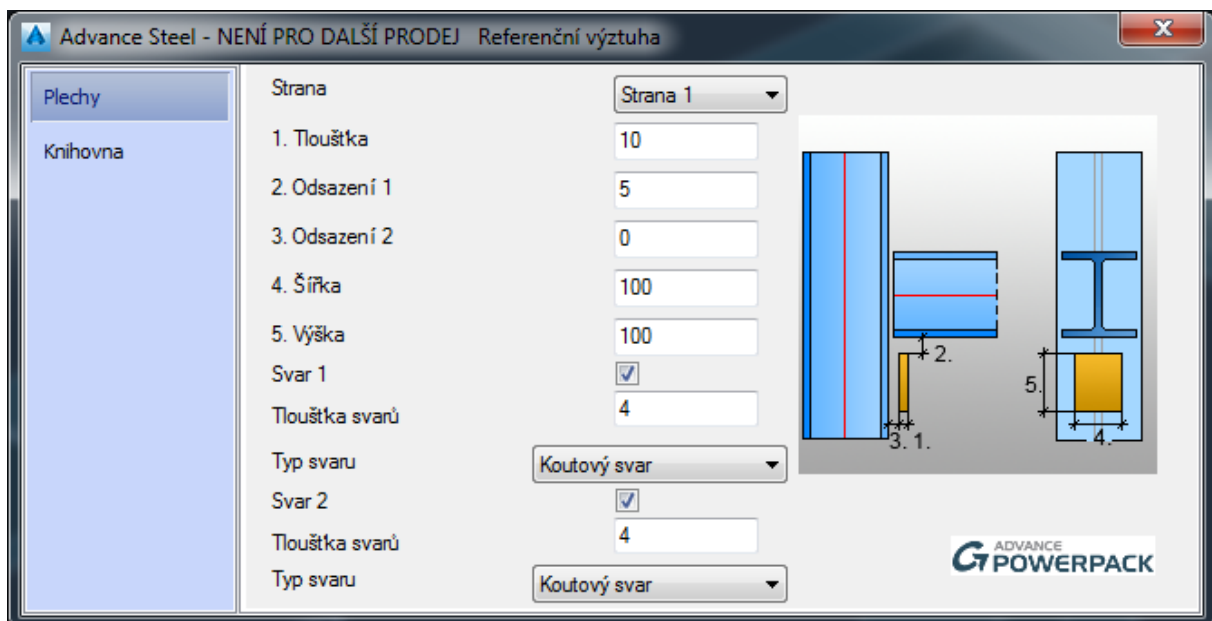 Advance Steel - NENÍ PRO DALŠÍ PRODEJ Referenční výztuha
X
Plechy
Knihovna
Strana
Strana 1
1. Tloušťka
10
2. Odsazení 1
5
3. Odsazení 2
0
4. Šířka
100
5. Výška
100
Svar 1
Tloušťka svarů
4
Typ svaru
Koutový svar
Svar 2
Tloušťka svarů
4
Typ svaru
Koutový svar
2.
5.
3. 1.
4.
ADVANCE
POWERPACK